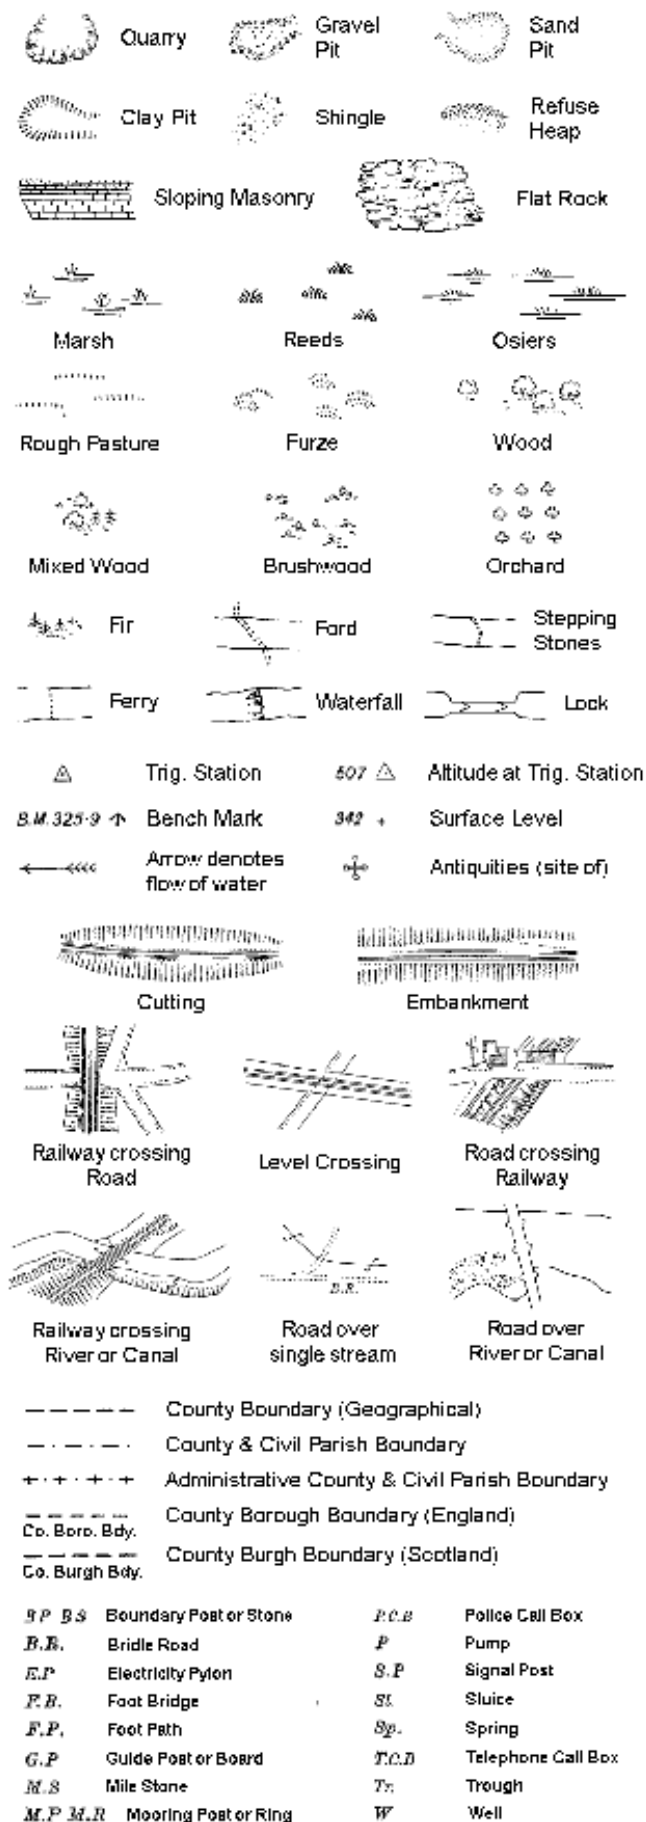 Quarry
Gravel Pit
Sand Pit
Clay Pit
Shingle
Refuse Heap
Sloping Masonry
Flat Rock
Marsh
Reeds
Osiers
Rough Pasture
Furze
Wood
Mixed Wood
Brushwood
Orchard
Fir
Ford
Stepping Stones
Ferry
Waterfall
Lock
Trig. Station
507
Altitude at Trig. Station
B.M. 325·9
Bench Mark
342 +
Surface Level
Arrow denotes
flow of water
Antiquities (site of)
Cutting
Embankment
Railway crossing
Road
Level Crossing
Road crossing
Railway
B.R.
Railway crossing
River or Canal
Road over
single stream
Road over
River or Canal
County Boundary (Geographical)
County & Civil Parish Boundary
Administrative County & Civil Parish Boundary
Co. Boro. Bdy.
County Borough Boundary (England)
Co. Burgh Bdy.
County Burgh Boundary (Scotland)
B.P B.S Boundary Post or Stone
P.C.B Police Call Box
B.R. Bridle Road
P Pump
E.P Electricity Pylon
S.P Signal Post
F.B. Foot Bridge
Sl. Sluice
F.P. Foot Path
Sp. Spring
G.P Guide Post or Board
T.C.B Telephone Call Box
M.S Mile Stone
Tr. Trough
M.P M.R Mooring Post or Ring
W Well